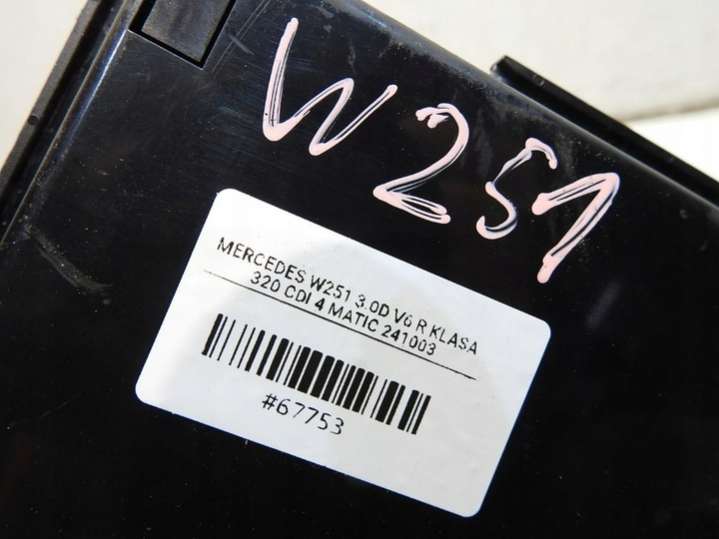 W251
MERCEDES W251 3.0D V6 R KLASA
320 CDI 4 MATIC 241003
#67753